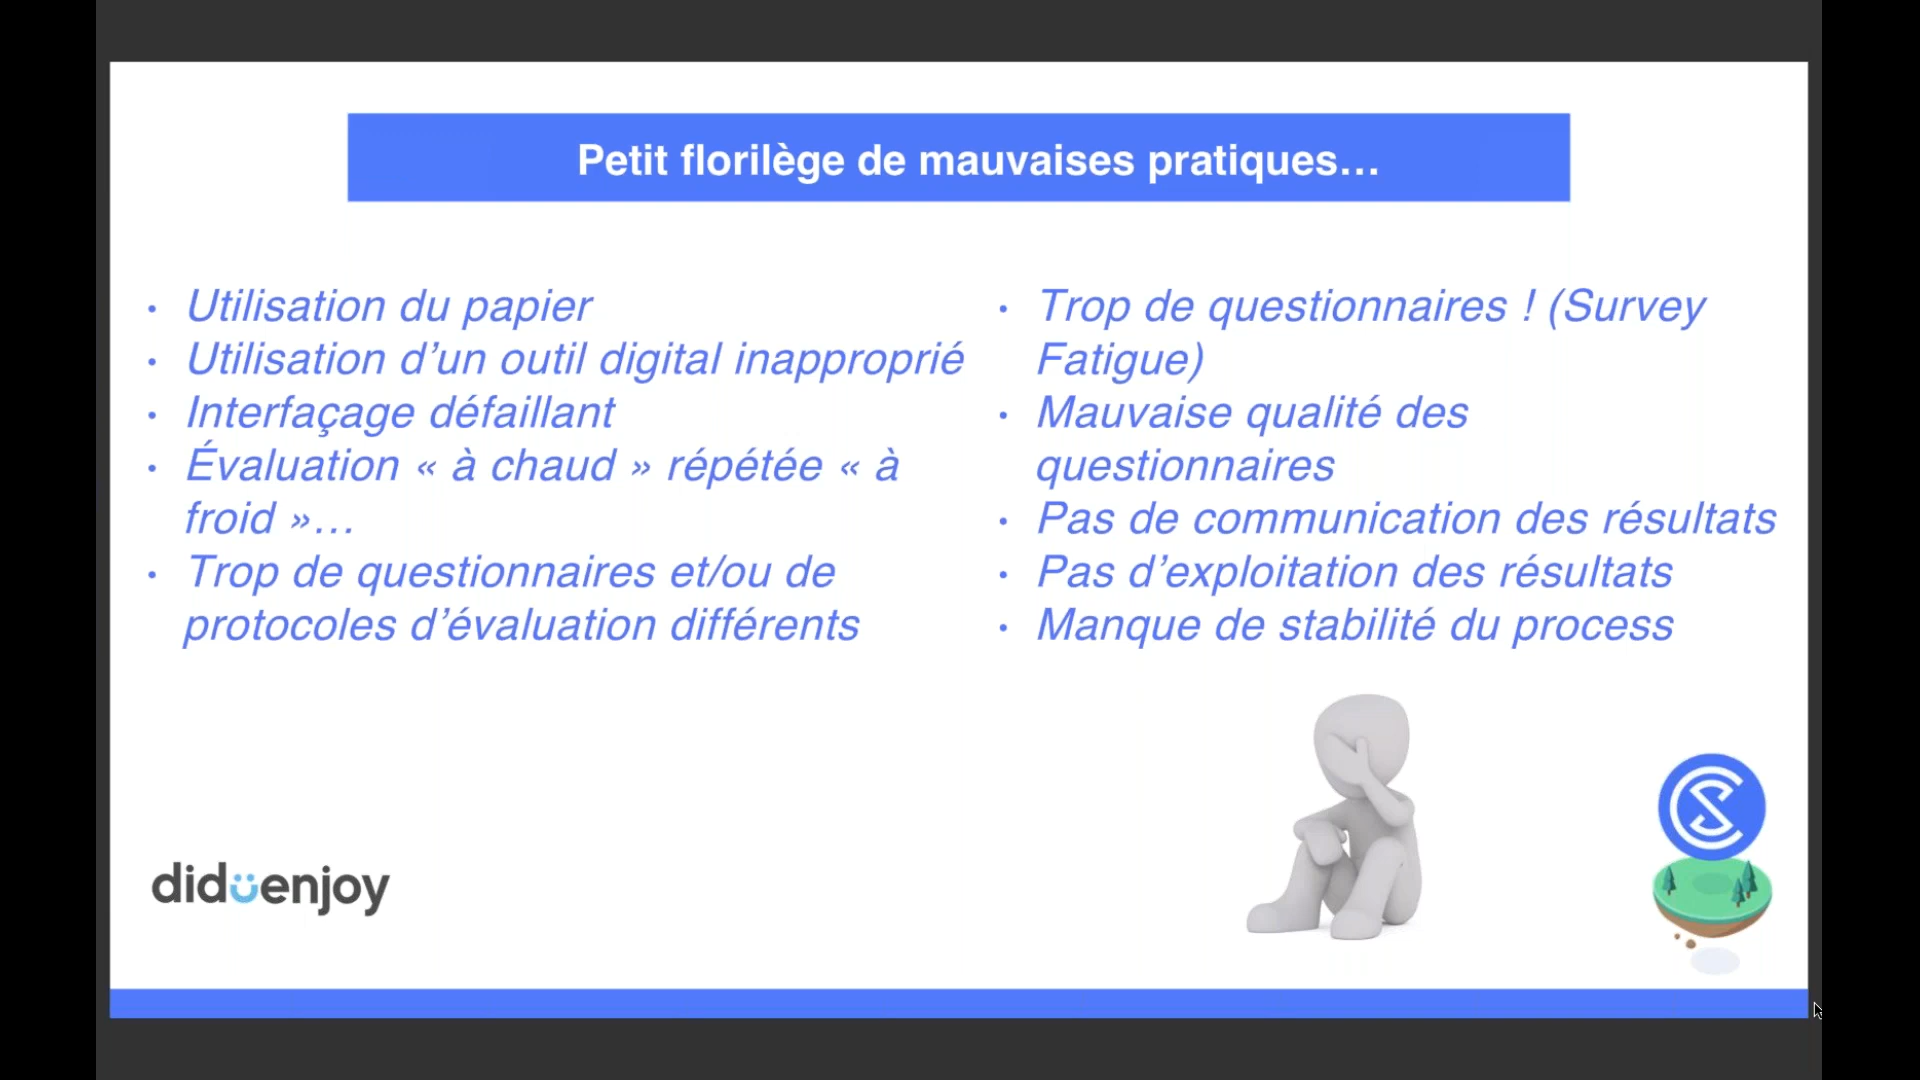 Petit florilège de mauvaises pratiques…
• Utilisation du papier
• Utilisation d’un outil digital inapproprié
• Interfaçage défaillant
• Évaluation « à chaud » répétée « à
froid »…
• Trop de questionnaires et/ou de
protocoles d’évaluation différents
• Trop de questionnaires ! (Survey
Fatigue)
• Mauvaise qualité des
questionnaires
• Pas de communication des résultats
• Pas d’exploitation des résultats
• Manque de stabilité du process
diduenjoy